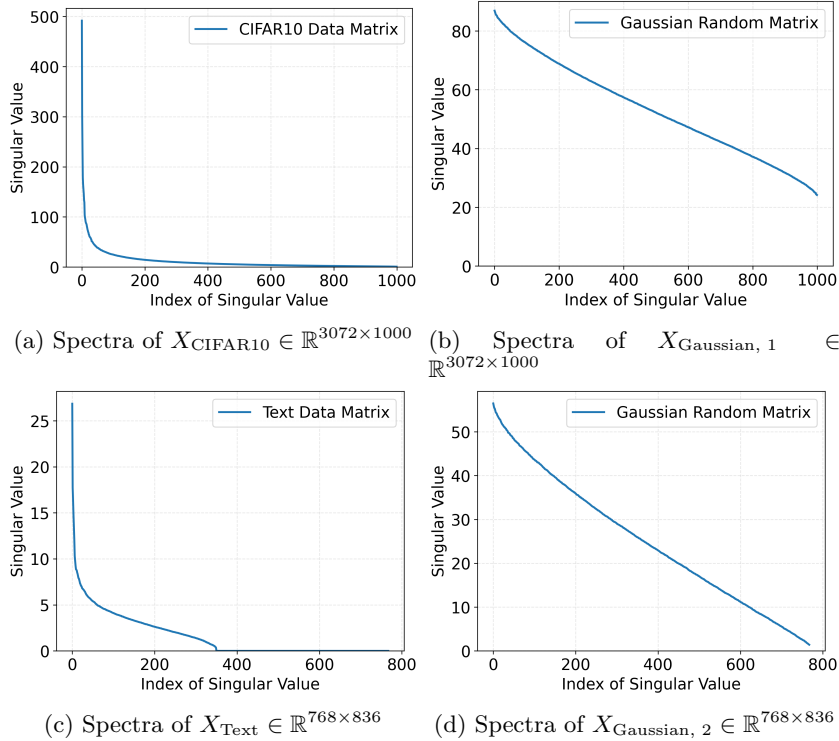 CIFAR10 Data Matrix
500
400
300
200
100
0
Singular Value
0 200 400 600 800 1000
Index of Singular Value
(a) Spectra of X_CIFAR10 ∈ ℝ^3072×1000
Gaussian Random Matrix
80
60
40
20
0
Singular Value
0 200 400 600 800 1000
Index of Singular Value
(b) Spectra of X_Gaussian, 1 ∈
ℝ^3072×1000
Text Data Matrix
25
20
15
10
5
0
Singular Value
0 200 400 600 800
Index of Singular Value
(c) Spectra of X_Text ∈ ℝ^768×836
Gaussian Random Matrix
50
40
30
20
10
0
Singular Value
0 200 400 600 800
Index of Singular Value
(d) Spectra of X_Gaussian, 2 ∈ ℝ^768×836